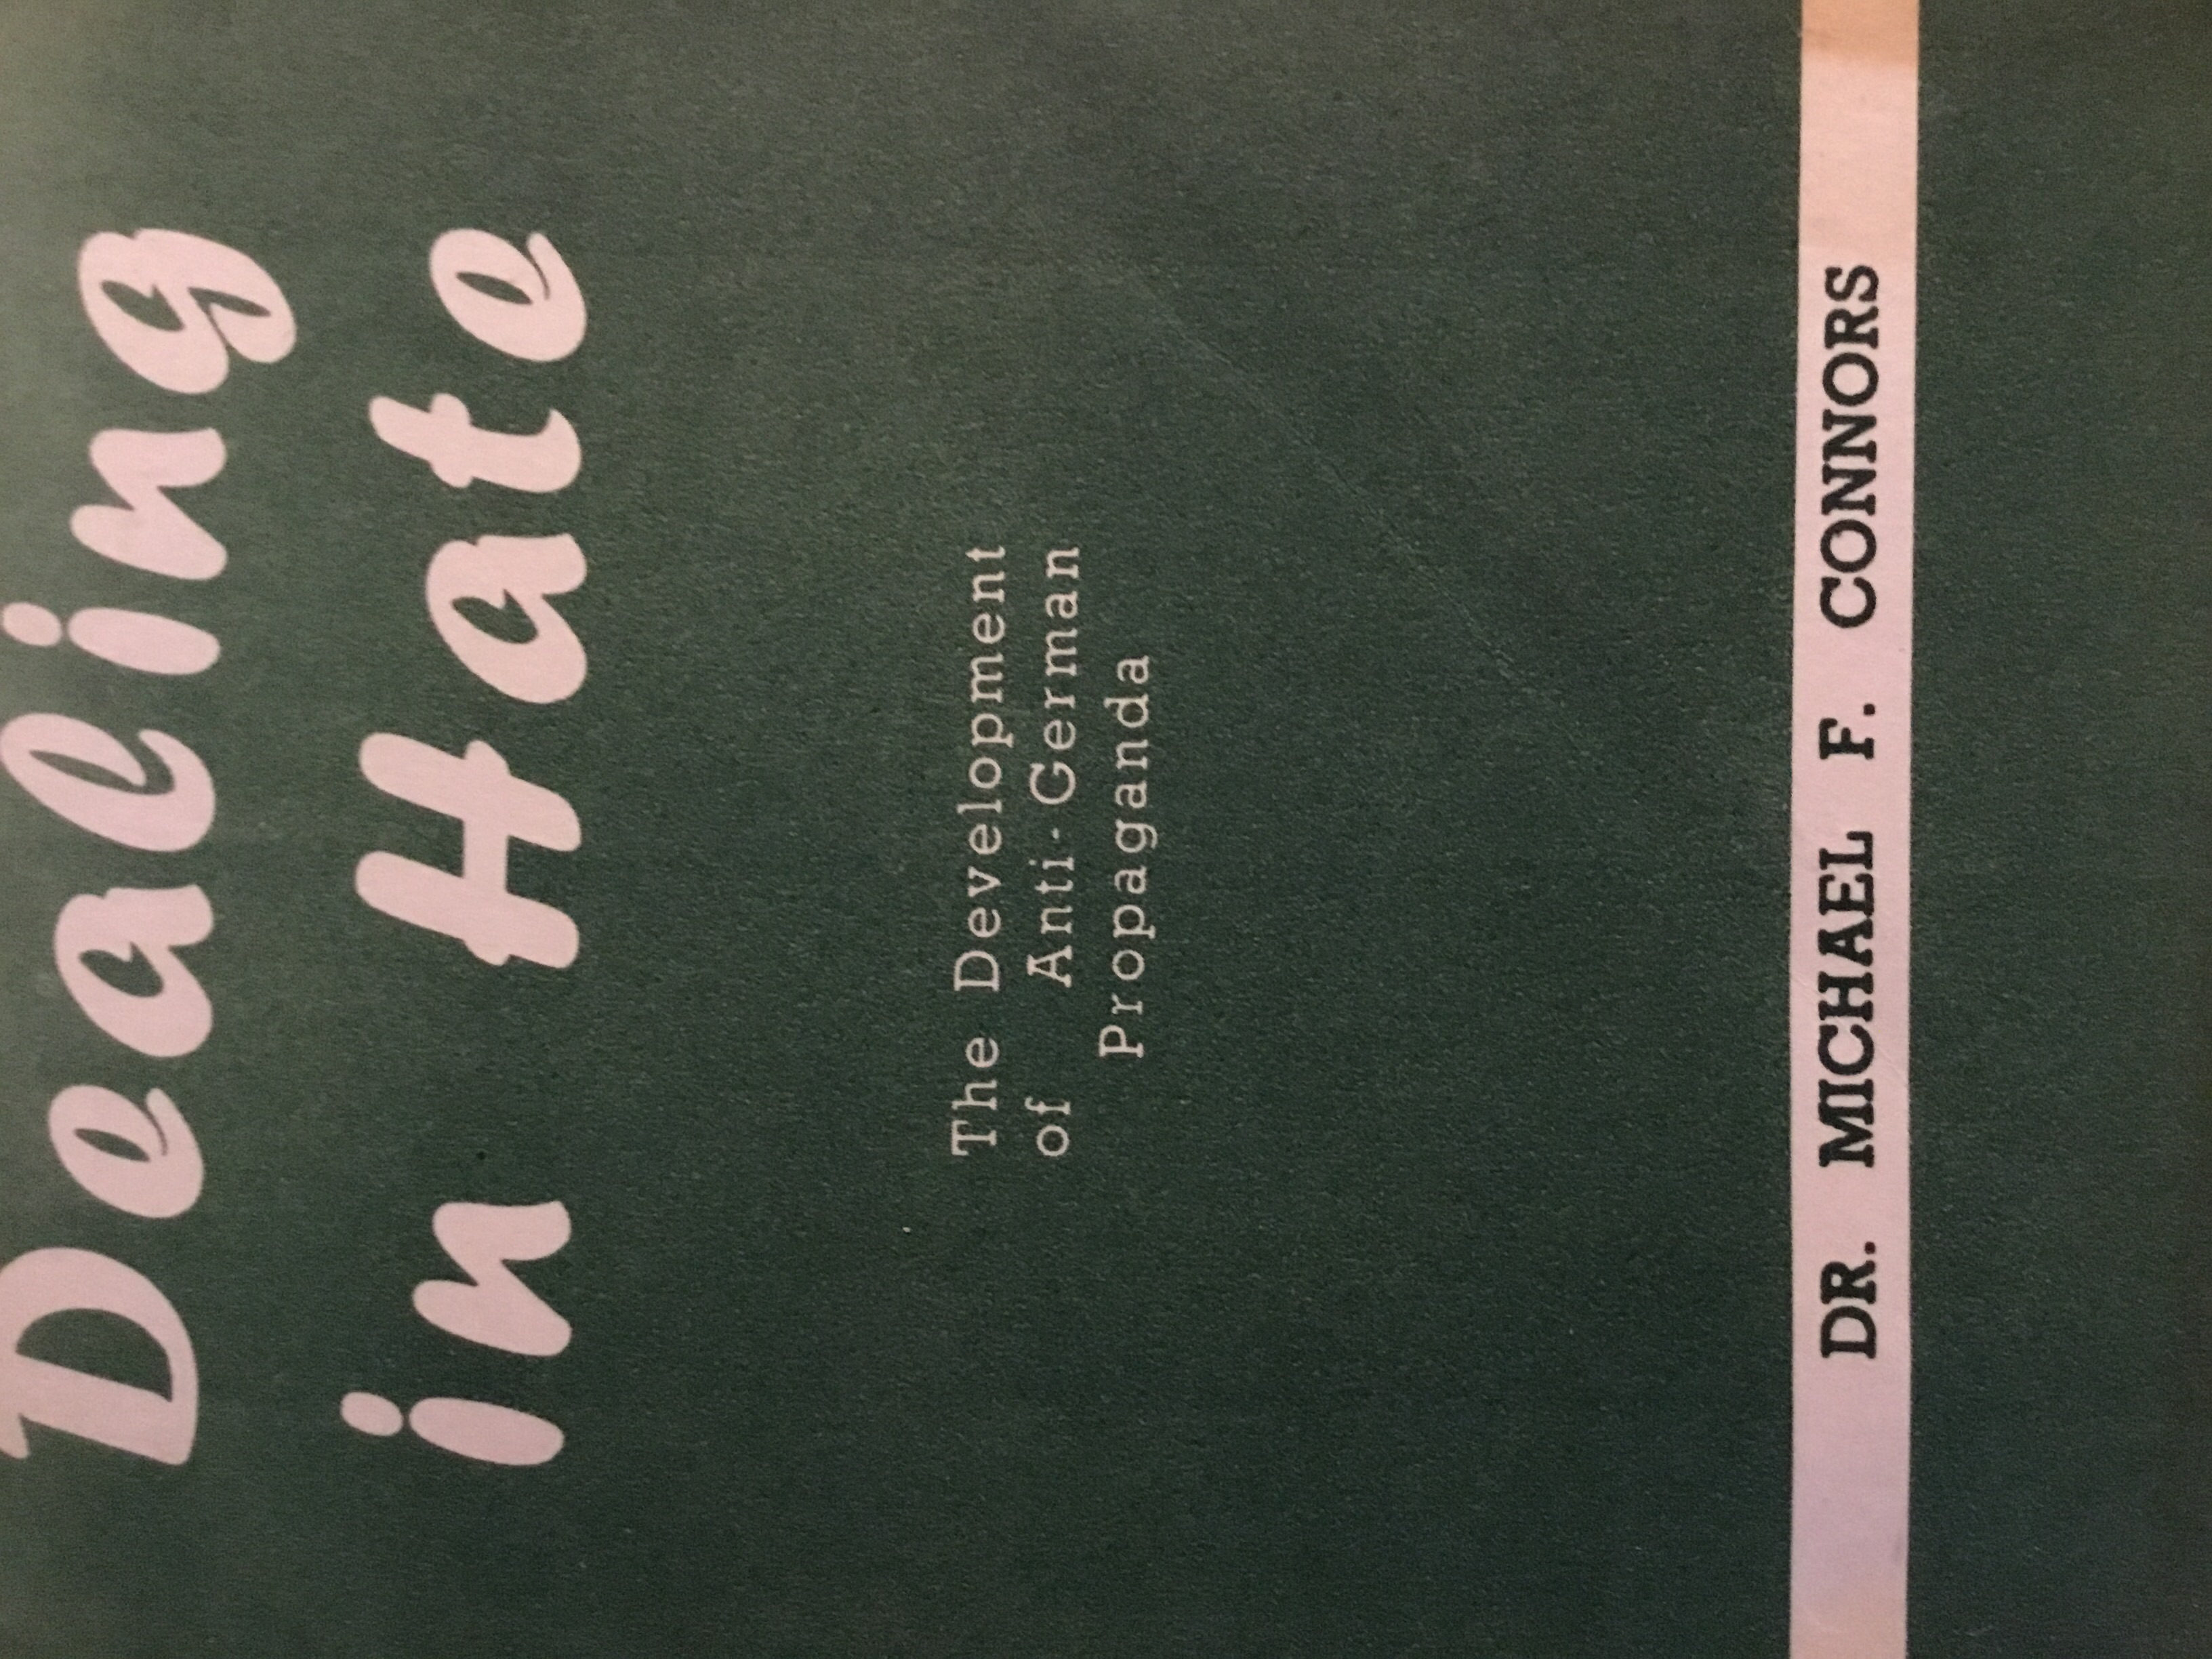 Dealing
in Hate
The Development
of Anti-German
Propaganda
DR. MICHAEL F. CONNORS